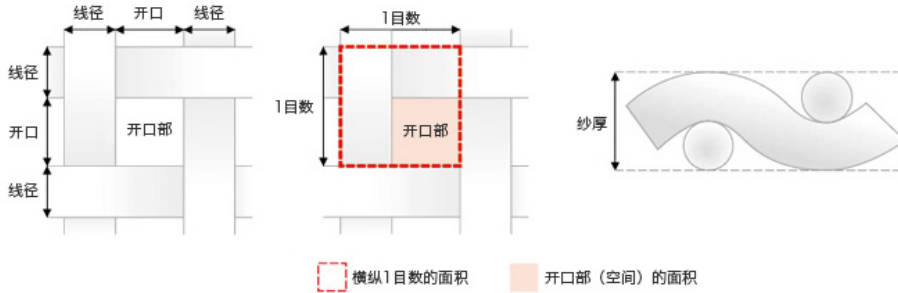 线径
开口
线径
线径
开口
线径
开口部
1目数
1目数
开口部
纱厚
横纵1目数的面积
开口部（空间）的面积